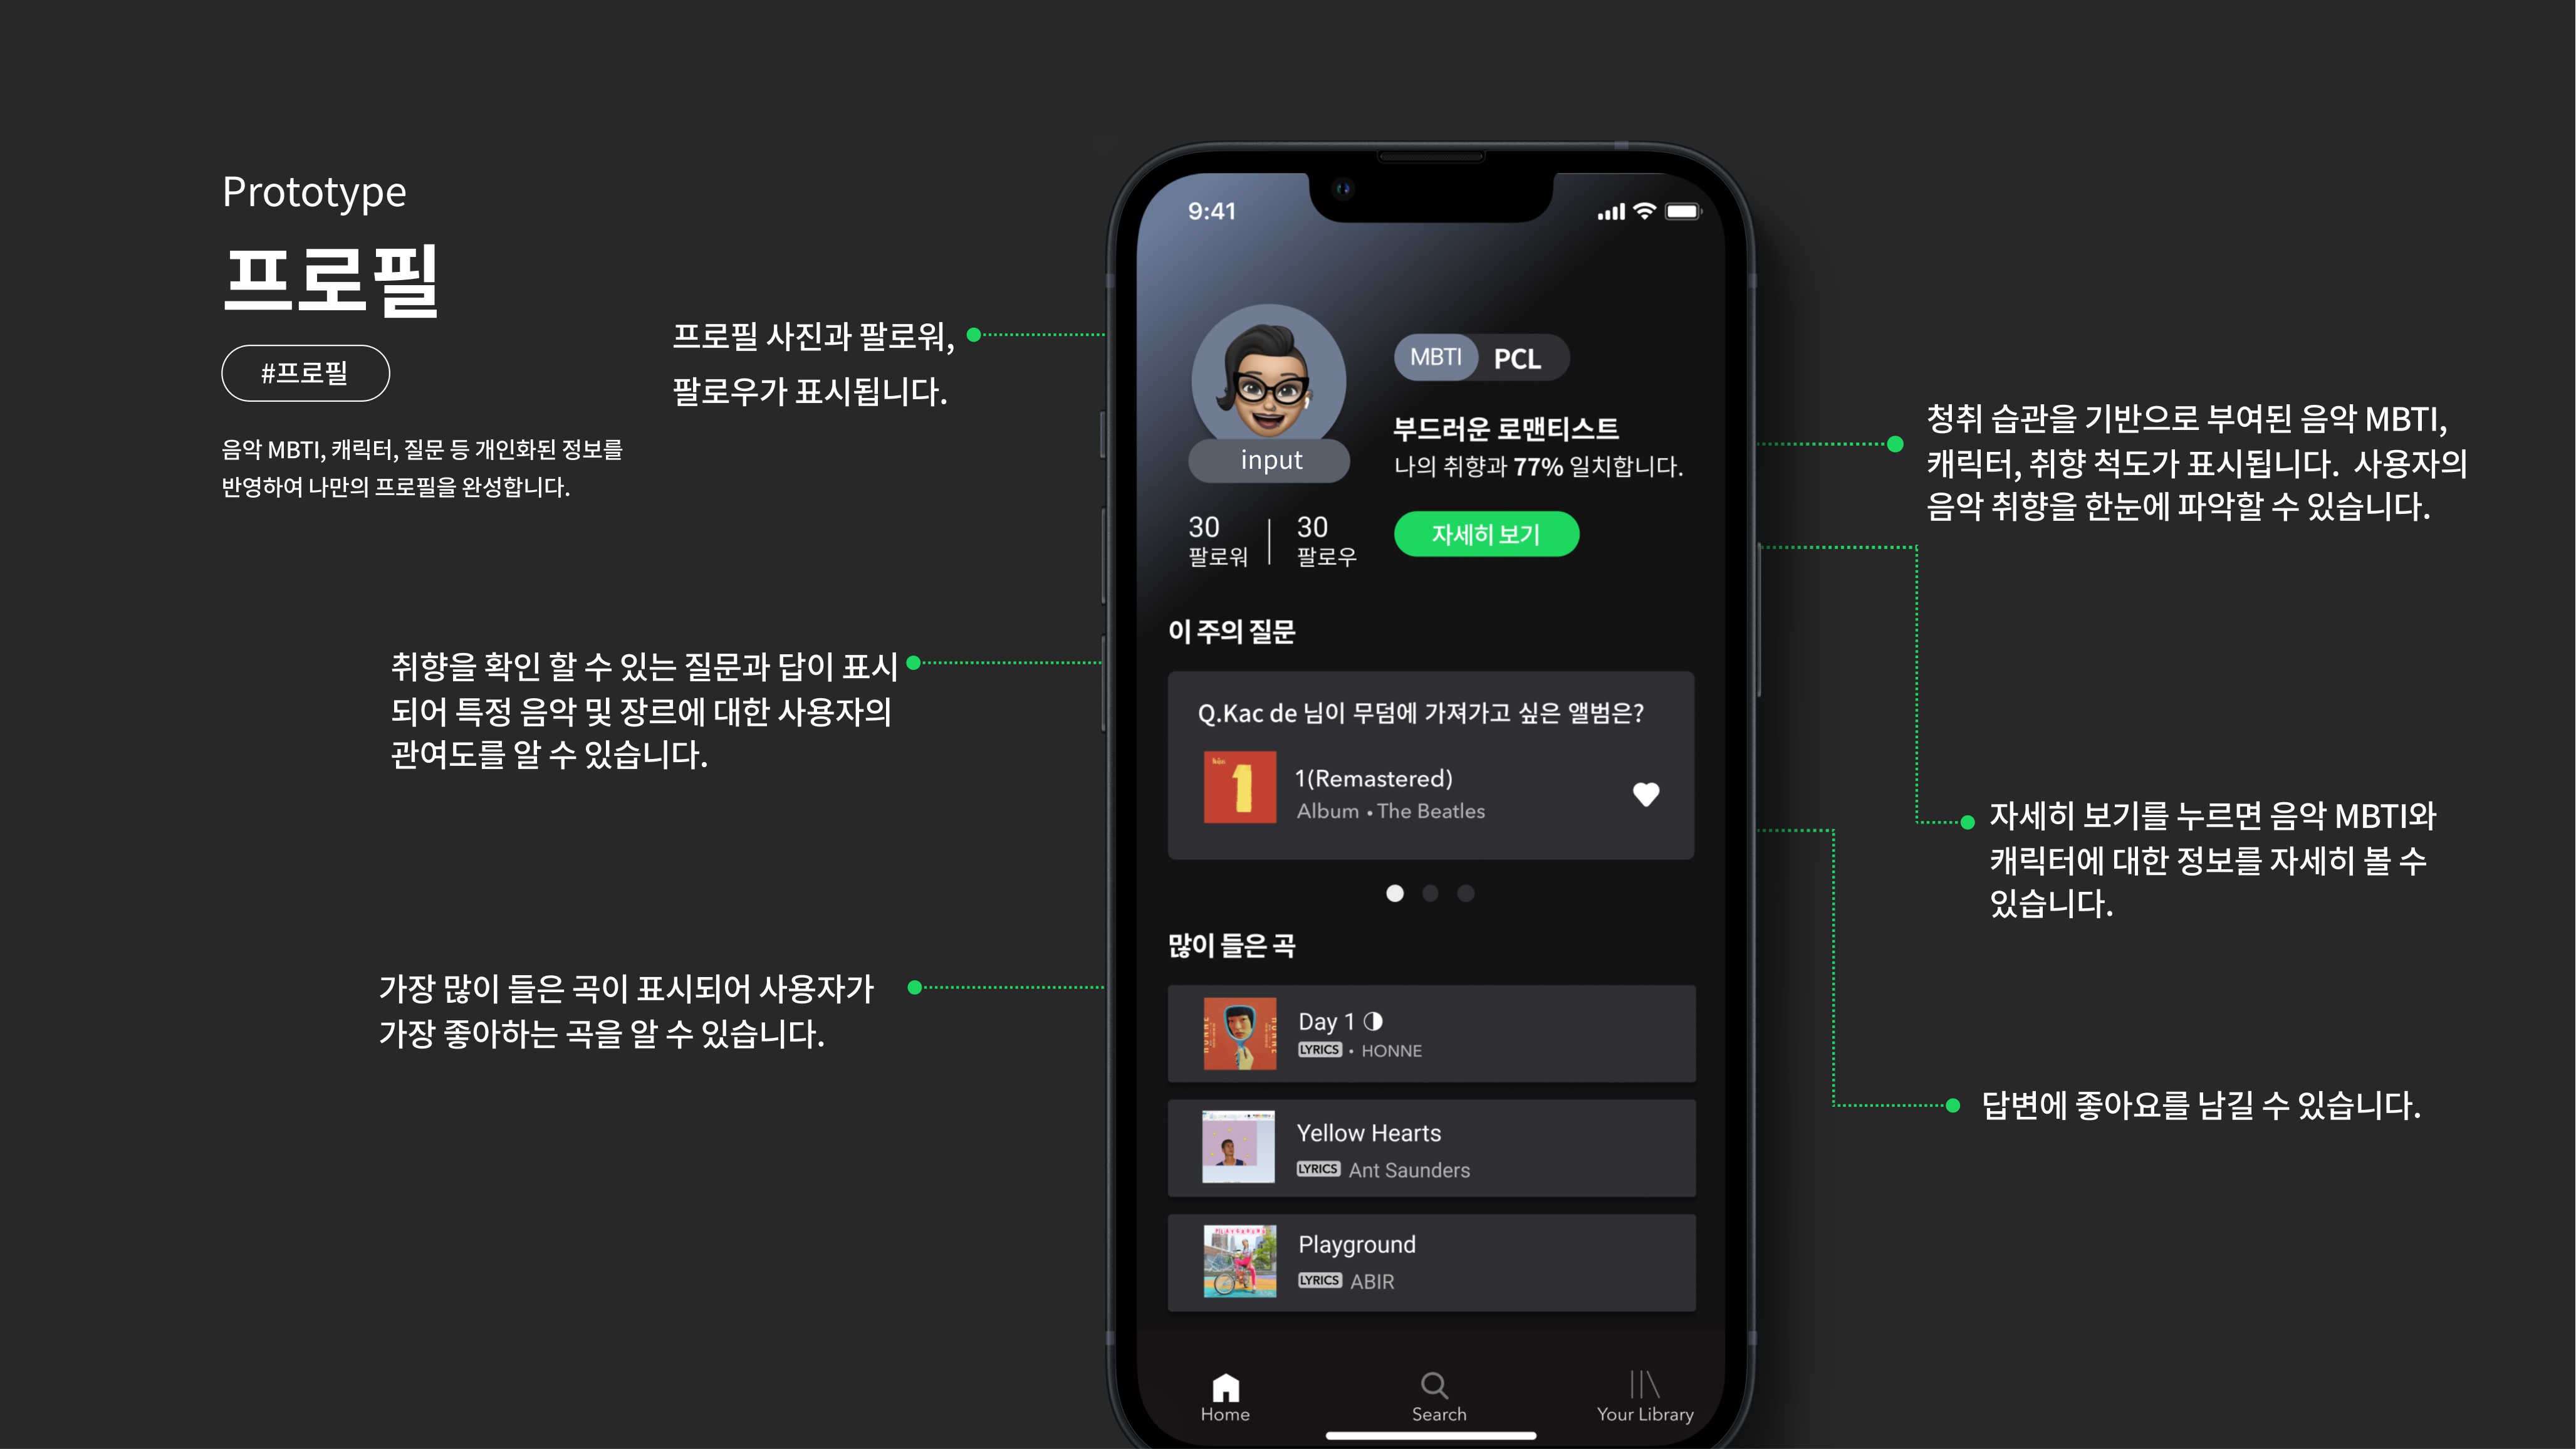 Prototype
프로필
#프로필
음악 MBTI, 캐릭터, 질문 등 개인화된 정보를
반영하여 나만의 프로필을 완성합니다.
프로필 사진과 팔로워,
팔로우가 표시됩니다.
취향을 확인 할 수 있는 질문과 답이 표시
되어 특정 음악 및 장르에 대한 사용자의
관여도를 알 수 있습니다.
가장 많이 들은 곡이 표시되어 사용자가
가장 좋아하는 곡을 알 수 있습니다.
9:41
MBTI PCL
부드러운 로맨티스트
나의 취향과 77% 일치합니다.
input
30
팔로워
30
팔로우
자세히 보기
이 주의 질문
Q.Kac de 님이 무덤에 가져가고 싶은 앨범은?
1
1(Remastered)
Album • The Beatles
많이 들은 곡
HONNE
Day 1
LYRICS • HONNE
Yellow Hearts
LYRICS Ant Saunders
Playground
LYRICS ABIR
Home
Search
Your Library
청취 습관을 기반으로 부여된 음악 MBTI,
캐릭터, 취향 척도가 표시됩니다. 사용자의
음악 취향을 한눈에 파악할 수 있습니다.
자세히 보기를 누르면 음악 MBTI와
캐릭터에 대한 정보를 자세히 볼 수
있습니다.
답변에 좋아요를 남길 수 있습니다.